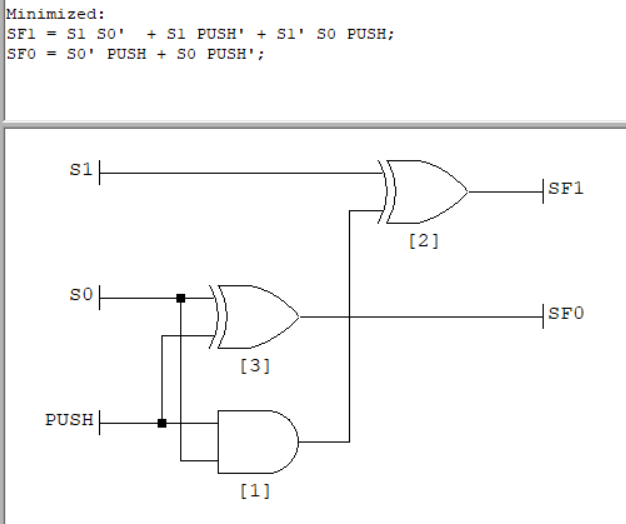 Minimized:
SF1 = S1 S0'  + S1 PUSH' + S1' S0 PUSH;
SF0 = S0' PUSH + S0 PUSH';
S1
SF1
[2]
S0
SF0
[3]
PUSH
[1]